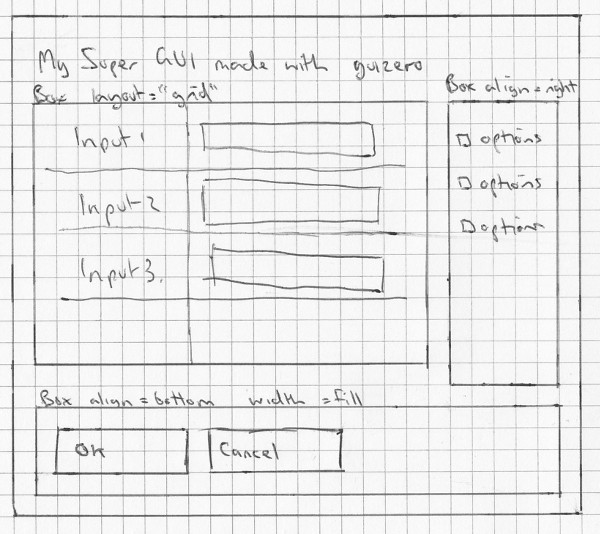 My Super GUI made with guizero
Box layout="grid"
Box align=right
Input 1
Input 2
Input 3.
options
options
options
Box align=bottom width=fill
OK
Cancel